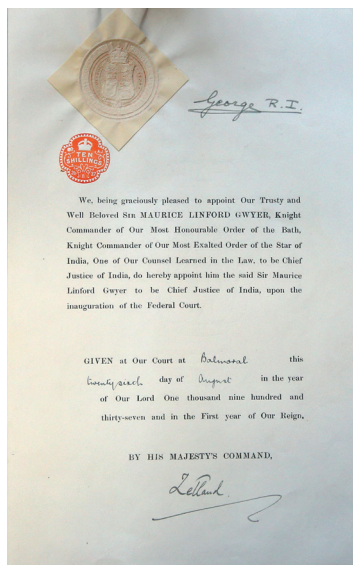 George R.I.
TEN
SHILLINGS
We, being graciously pleased to appoint Our Trusty and
Well Beloved SIR MAURICE LINFORD GWYER, Knight
Commander of Our Most Honourable Order of the Bath,
Knight Commander of Our Most Exalted Order of the Star of
India, One of Our Counsel Learned in the Law, to be Chief
Justice of India, do hereby appoint him the said Sir Maurice
Linford Gwyer to be Chief Justice of India, upon the
inauguration of the Federal Court.
GIVEN at Our Court at Balmoral this
twentysixth day of August in the year
of Our Lord One thousand nine hundred and
thirty-seven and in the First year of Our Reign,
BY HIS MAJESTY'S COMMAND,
Zetland